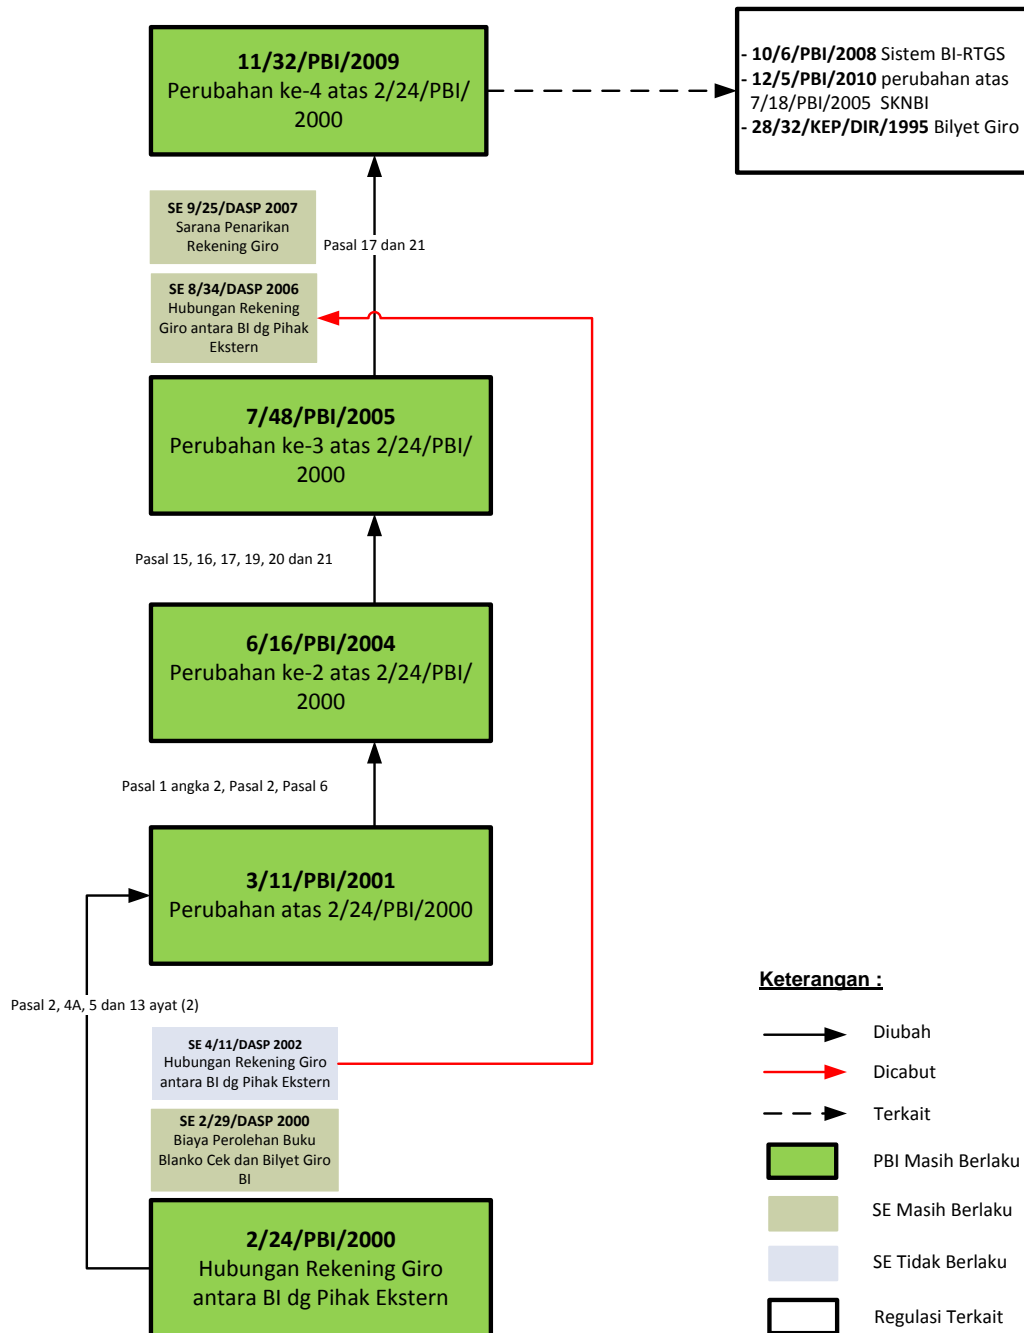 11/32/PBI/2009
Perubahan ke-4 atas 2/24/PBI/
2000
- 10/6/PBI/2008 Sistem BI-RTGS
- 12/5/PBI/2010 perubahan atas
7/18/PBI/2005 SKNBI
- 28/32/KEP/DIR/1995 Bilyet Giro
SE 9/25/DASP 2007
Sarana Penarikan
Rekening Giro
Pasal 17 dan 21
SE 8/34/DASP 2006
Hubungan Rekening
Giro antara BI dg Pihak
Ekstern
7/48/PBI/2005
Perubahan ke-3 atas 2/24/PBI/
2000
Pasal 15, 16, 17, 19, 20 dan 21
6/16/PBI/2004
Perubahan ke-2 atas 2/24/PBI/
2000
Pasal 1 angka 2, Pasal 2, Pasal 6
3/11/PBI/2001
Perubahan atas 2/24/PBI/2000
Pasal 2, 4A, 5 dan 13 ayat (2)
SE 4/11/DASP 2002
Hubungan Rekening Giro
antara BI dg Pihak Ekstern
SE 2/29/DASP 2000
Biaya Perolehan Buku
Blanko Cek dan Bilyet Giro
BI
2/24/PBI/2000
Hubungan Rekening Giro
antara BI dg Pihak Ekstern
Keterangan :
Diubah
Dicabut
Terkait
PBI Masih Berlaku
SE Masih Berlaku
SE Tidak Berlaku
Regulasi Terkait